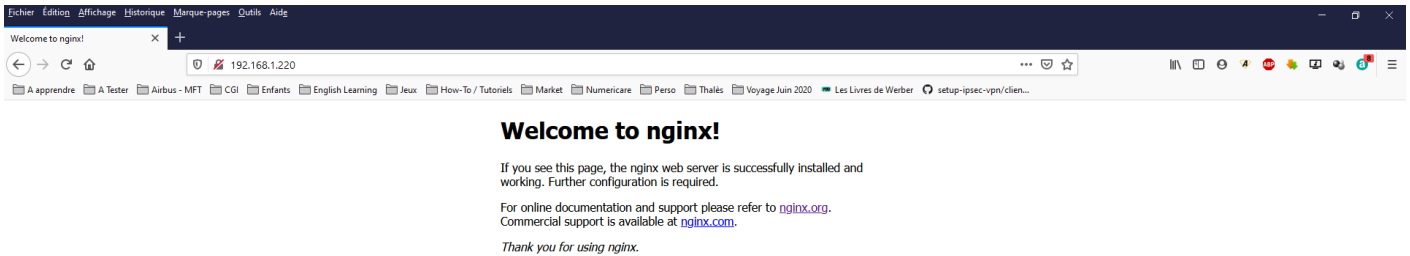 Fichier Édition Affichage Historique Marque-pages Outils Aide
Welcome to nginx!
192.168.1.220
ABP
a 8
A apprendre A Tester Airbus - MFT CGI Enfants English Learning Jeux How-To / Tutoriels Market Numericare Perso Thalès Voyage Juin 2020 Les Livres de Werber setup-ipsec-vpn/clien...
Welcome to nginx!
If you see this page, the nginx web server is successfully installed and
working. Further configuration is required.
For online documentation and support please refer to nginx.org.
Commercial support is available at nginx.com.
Thank you for using nginx.